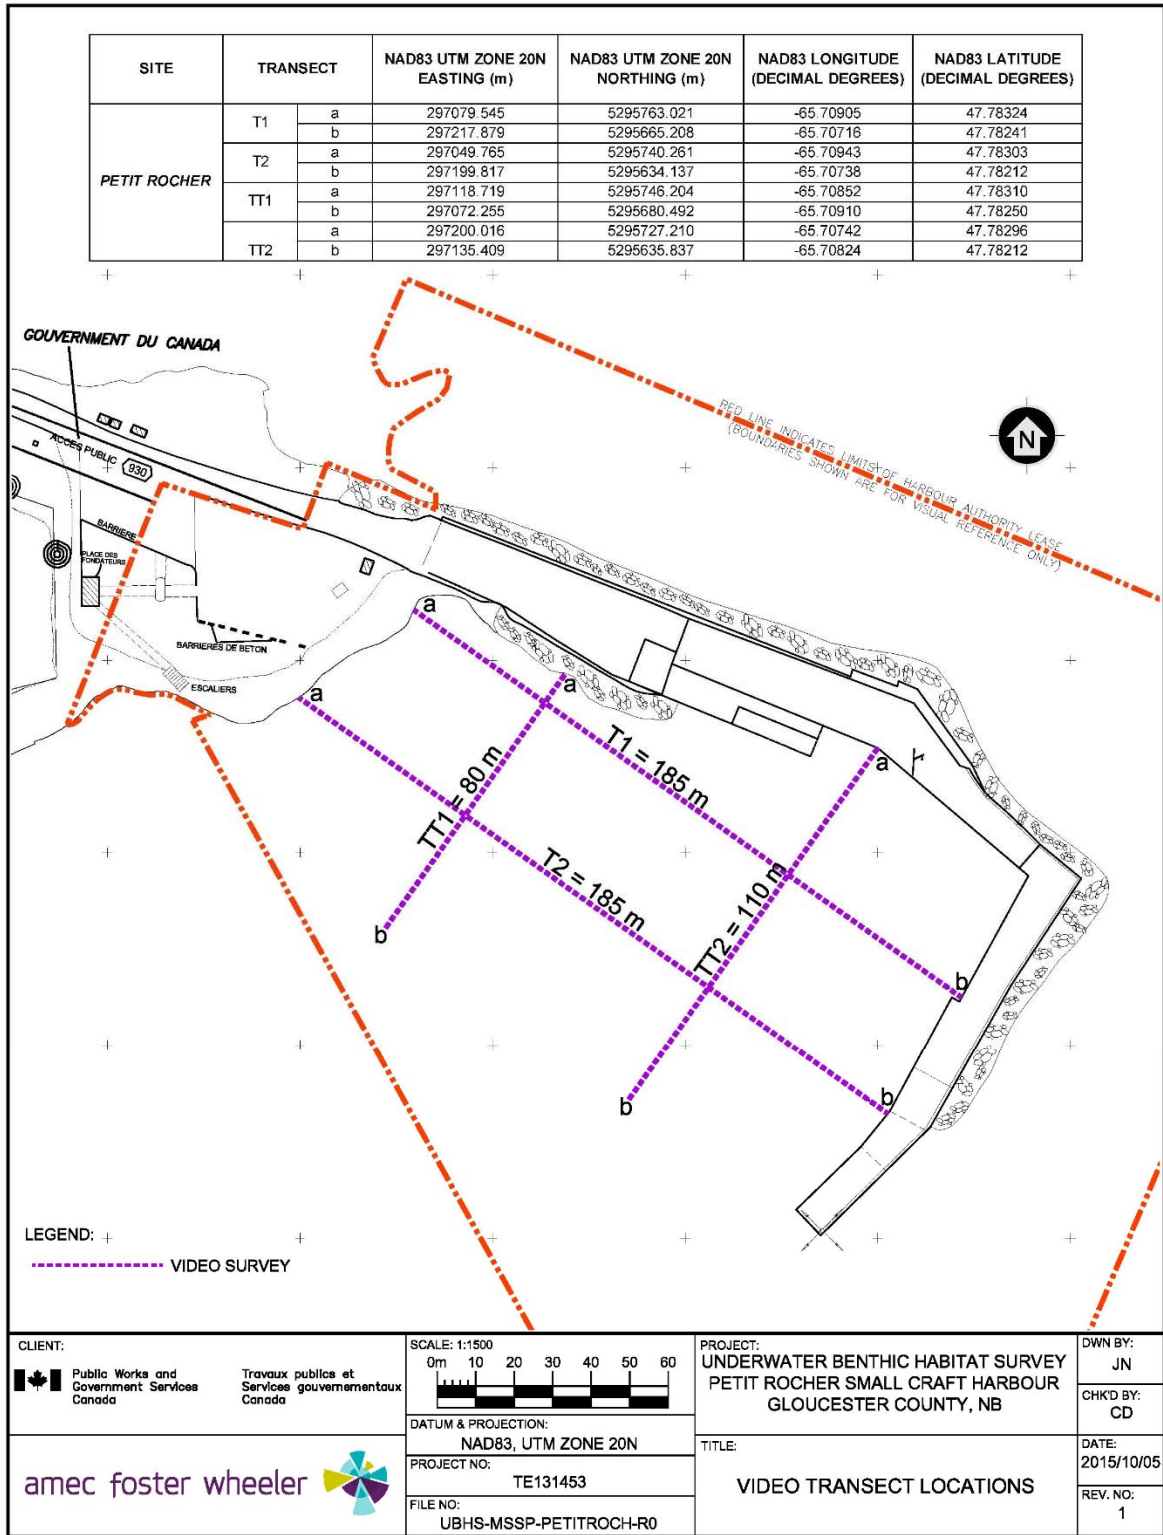 SITE TRANSECT NAD83 UTM ZONE 20N EASTING (m) NAD83 UTM ZONE 20N NORTHING (m) NAD83 LONGITUDE (DECIMAL DEGREES) NAD83 LATITUDE (DECIMAL DEGREES)
PETIT ROCHER
T1 a 297079.545 5295763.021 -65.70905 47.78324
b 297217.879 5295665.208 -65.70716 47.78241
T2 a 297049.765 5295740.261 -65.70943 47.78303
b 297199.817 5295634.137 -65.70738 47.78212
TT1 a 297118.719 5295746.204 -65.70852 47.78310
b 297072.255 5295680.492 -65.70910 47.78250
TT2 a 297200.016 5295727.210 -65.70742 47.78296
b 297135.409 5295635.837 -65.70824 47.78212
GOUVERNMENT DU CANADA
RED LINE INDICATES LIMITS OF HARBOUR AUTHORITY LEASE
(BOUNDARIES SHOWN ARE FOR VISUAL REFERENCE ONLY)
N
ACCES PUBLIC 930
BARRIERE
PLACE DES
FONDATEURS
BARRIERES DE BETON
ESCALIERS
a
a
a
a
T1 = 185 m
TT1 = 80 m
T2 = 185 m
TT2 = 110 m
b
b
b
b
LEGEND:
VIDEO SURVEY
CLIENT:
Public Works and
Government Services
Canada
Travaux publics et
Services gouvernementaux
Canada
amec foster wheeler
SCALE: 1:1500
0m 10 20 30 40 50 60
DATUM & PROJECTION:
NAD83, UTM ZONE 20N
PROJECT NO:
TE131453
FILE NO:
UBHS-MSSP-PETITROCH-R0
PROJECT:
UNDERWATER BENTHIC HABITAT SURVEY
PETIT ROCHER SMALL CRAFT HARBOUR
GLOUCESTER COUNTY, NB
TITLE:
VIDEO TRANSECT LOCATIONS
DWN BY:
JN
CHK'D BY:
CD
DATE:
2015/10/05
REV. NO:
1